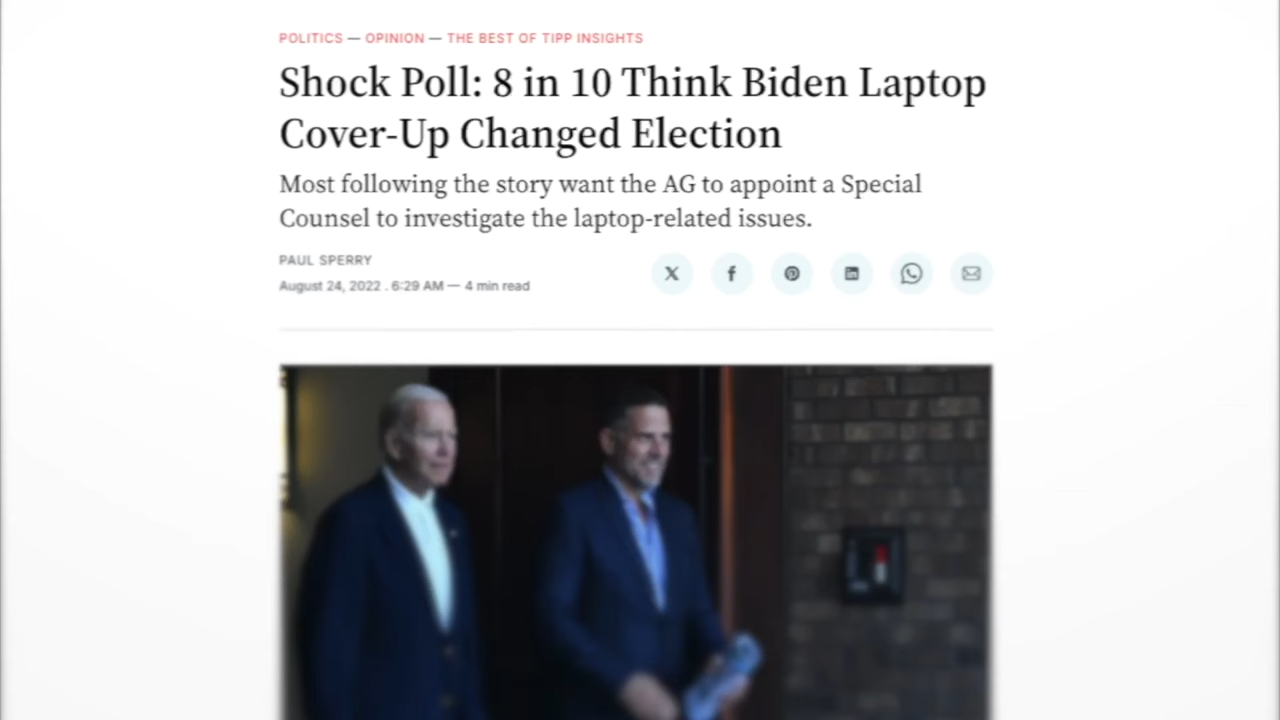 POLITICS — OPINION — THE BEST OF TIPP INSIGHTS
Shock Poll: 8 in 10 Think Biden Laptop
Cover-Up Changed Election
Most following the story want the AG to appoint a Special
Counsel to investigate the laptop-related issues.
PAUL SPERRY
August 24, 2022 . 6:29 AM — 4 min read